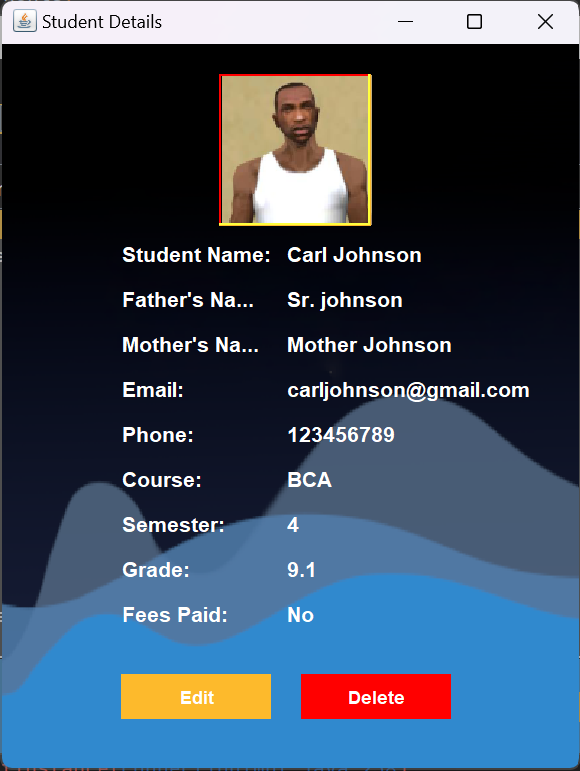 Student Details
Student Name: Carl Johnson
Father's Na... Sr. johnson
Mother's Na... Mother Johnson
Email: carljohnson@gmail.com
Phone: 123456789
Course: BCA
Semester: 4
Grade: 9.1
Fees Paid: No
Edit Delete